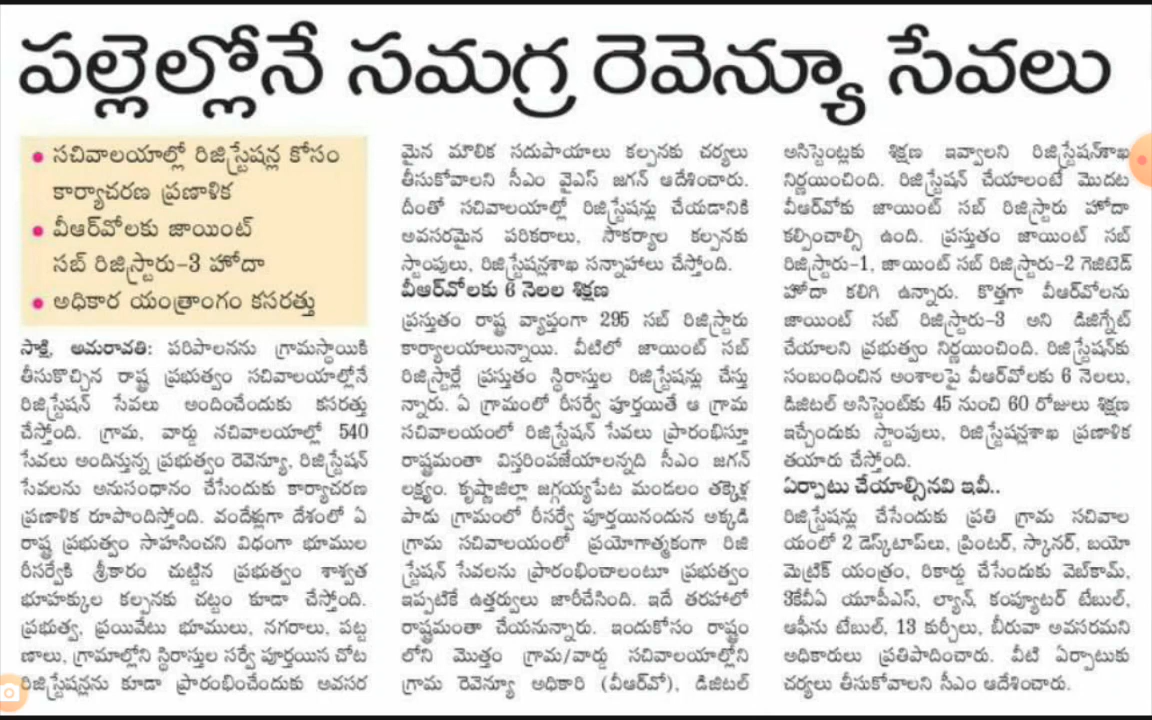 పల్లెల్లోనే సమగ్ర రెవెన్యూ సేవలు
• సచివాలయాల్లో రిజిస్ట్రేషన్ల కోసం
కార్యాచరణ ప్రణాళిక
• వీఆర్‌వోలకు జాయింట్
సబ్ రిజిస్ట్రారు-3 హోదా
• అధికార యంత్రాంగం కసరత్తు
సాక్షి, అమరావతి: పరిపాలనను గ్రామస్థాయికి
తీసుకొచ్చిన రాష్ట్ర ప్రభుత్వం సచివాలయాల్లోనే
రిజిస్ట్రేషన్ సేవలు అందించేందుకు కసరత్తు
చేస్తోంది. గ్రామ, వార్డు సచివాలయాల్లో 540
సేవలు అందిస్తున్న ప్రభుత్వం రెవెన్యూ, రిజిస్ట్రేషన్
సేవలను అనుసంధానం చేసేందుకు కార్యాచరణ
ప్రణాళిక రూపొందిస్తోంది. వందేళ్లుగా దేశంలో ఏ
రాష్ట్ర ప్రభుత్వం సాహసించని విధంగా భూముల
రీసర్వేకి శ్రీకారం చుట్టిన ప్రభుత్వం శాశ్వత
భూహక్కుల కల్పనకు చట్టం కూడా చేస్తోంది.
ప్రభుత్వ, ప్రయివేటు భూములు, నగరాలు, పట్ట
ణాలు, గ్రామాల్లోని స్థిరాస్తుల సర్వే పూర్తయిన చోట
రిజిస్ట్రేషన్లను కూడా ప్రారంభించేందుకు అవసర
మైన మౌలిక సదుపాయాలు కల్పనకు చర్యలు
తీసుకోవాలని సీఎం వైఎస్ జగన్ ఆదేశించారు.
దీంతో సచివాలయాల్లో రిజిస్ట్రేషన్లు చేయడానికి
అవసరమైన పరికరాలు, సౌకర్యాల కల్పనకు
స్టాంపులు, రిజిస్ట్రేషన్లశాఖ సన్నాహాలు చేస్తోంది.
వీఆర్‌వోలకు 6 నెలల శిక్షణ
ప్రస్తుతం రాష్ట్ర వ్యాప్తంగా 295 సబ్ రిజిస్ట్రారు
కార్యాలయాలున్నాయి. వీటిలో జాయింట్ సబ్
రిజిస్ట్రార్లే ప్రస్తుతం స్థిరాస్తుల రిజిస్ట్రేషన్లు చేస్తు
న్నారు. ఏ గ్రామంలో రీసర్వే పూర్తయితే ఆ గ్రామ
సచివాలయంలో రిజిస్ట్రేషన్ సేవలు ప్రారంభిస్తూ
రాష్ట్రమంతా విస్తరింపజేయాలన్నది సీఎం జగన్
లక్ష్యం. కృష్ణాజిల్లా జగ్గయ్యపేట మండలం తక్కెళ్ల
పాడు గ్రామంలో రీసర్వే పూర్తయినందున అక్కడి
గ్రామ సచివాలయంలో ప్రయోగాత్మకంగా రిజి
స్ట్రేషన్ సేవలను ప్రారంభించాలంటూ ప్రభుత్వం
ఇప్పటికే ఉత్తర్వులు జారీచేసింది. ఇదే తరహాలో
రాష్ట్రమంతా చేయనున్నారు. ఇందుకోసం రాష్ట్రం
లోని మొత్తం గ్రామ/వార్డు సచివాలయాల్లోని
గ్రామ రెవెన్యూ అధికారి (వీఆర్‌వో), డిజిటల్
అసిస్టెంట్లకు శిక్షణ ఇవ్వాలని రిజిస్ట్రేషన్‌శాఖ
నిర్ణయించింది. రిజిస్ట్రేషన్ చేయాలంటే మొదట
వీఆర్‌వోకు జాయింట్ సబ్ రిజిస్ట్రారు హోదా
కల్పించాల్సి ఉంది. ప్రస్తుతం జాయింట్ సబ్
రిజిస్ట్రారు-1, జాయింట్ సబ్ రిజిస్ట్రారు-2 గెజిటెడ్
హోదా కలిగి ఉన్నారు. కొత్తగా వీఆర్‌వోలను
జాయింట్ సబ్ రిజిస్ట్రారు-3 అని డిజిగ్నేట్
చేయాలని ప్రభుత్వం నిర్ణయించింది. రిజిస్ట్రేషన్‌కు
సంబంధించిన అంశాలపై వీఆర్‌వోలకు 6 నెలలు,
డిజిటల్ అసిస్టెంట్‌కు 45 నుంచి 60 రోజులు శిక్షణ
ఇచ్చేందుకు స్టాంపులు, రిజిస్ట్రేషన్లశాఖ ప్రణాళిక
తయారు చేస్తోంది.
ఏర్పాటు చేయాల్సినవి ఇవీ..
రిజిస్ట్రేషన్లు చేసేందుకు ప్రతి గ్రామ సచివాల
యంలో 2 డెస్క్‌టాప్‌లు, ప్రింటర్, స్కానర్, బయో
మెట్రిక్ యంత్రం, రికార్డు చేసేందుకు వెబ్‌కామ్,
3కేవీఏ యూపీఎస్, ల్యాన్, కంప్యూటర్ టేబుల్,
ఆఫీసు టేబుల్, 13 కుర్చీలు, బీరువా అవసరమని
అధికారులు ప్రతిపాదించారు. వీటి ఏర్పాటుకు
చర్యలు తీసుకోవాలని సీఎం ఆదేశించారు.